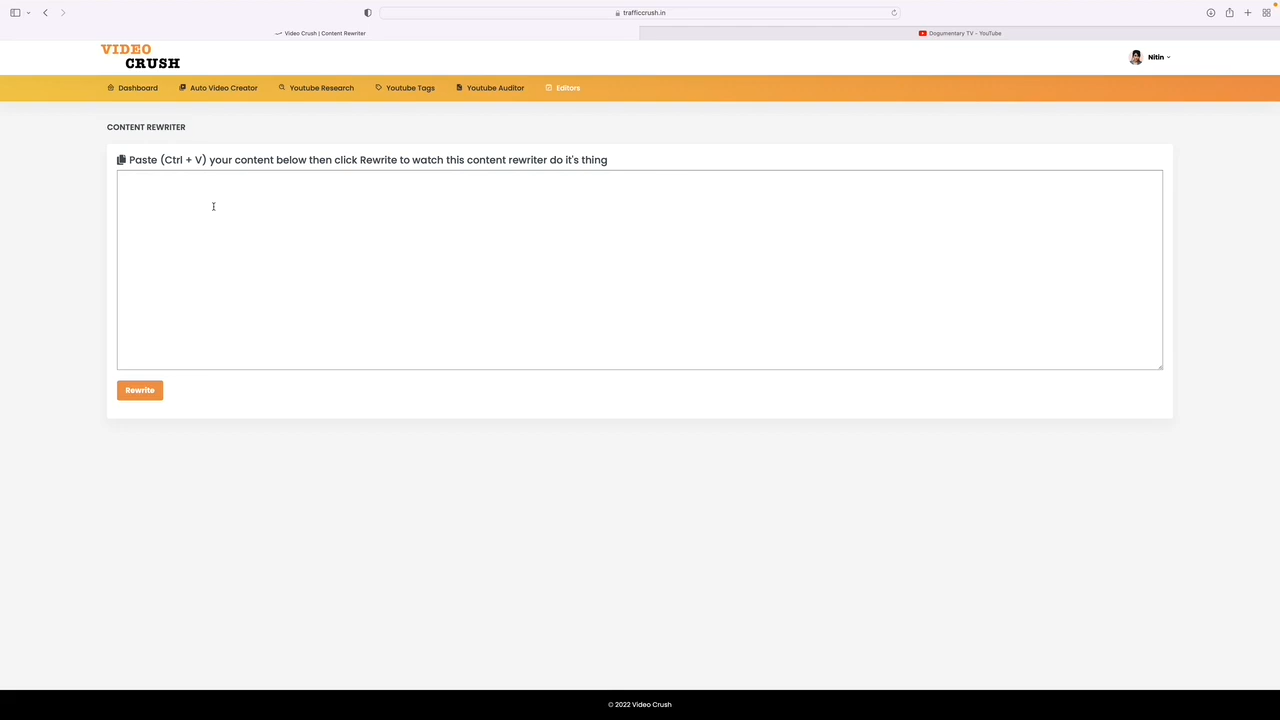 trafficcrush.in
Video Crush | Content Rewriter
Dogumentary TV - YouTube
VIDEO
CRUSH
Nitin
Dashboard
Auto Video Creator
Youtube Research
Youtube Tags
Youtube Auditor
Editors
CONTENT REWRITER
Paste (Ctrl + V) your content below then click Rewrite to watch this content rewriter do it's thing
Rewrite
© 2022 Video Crush